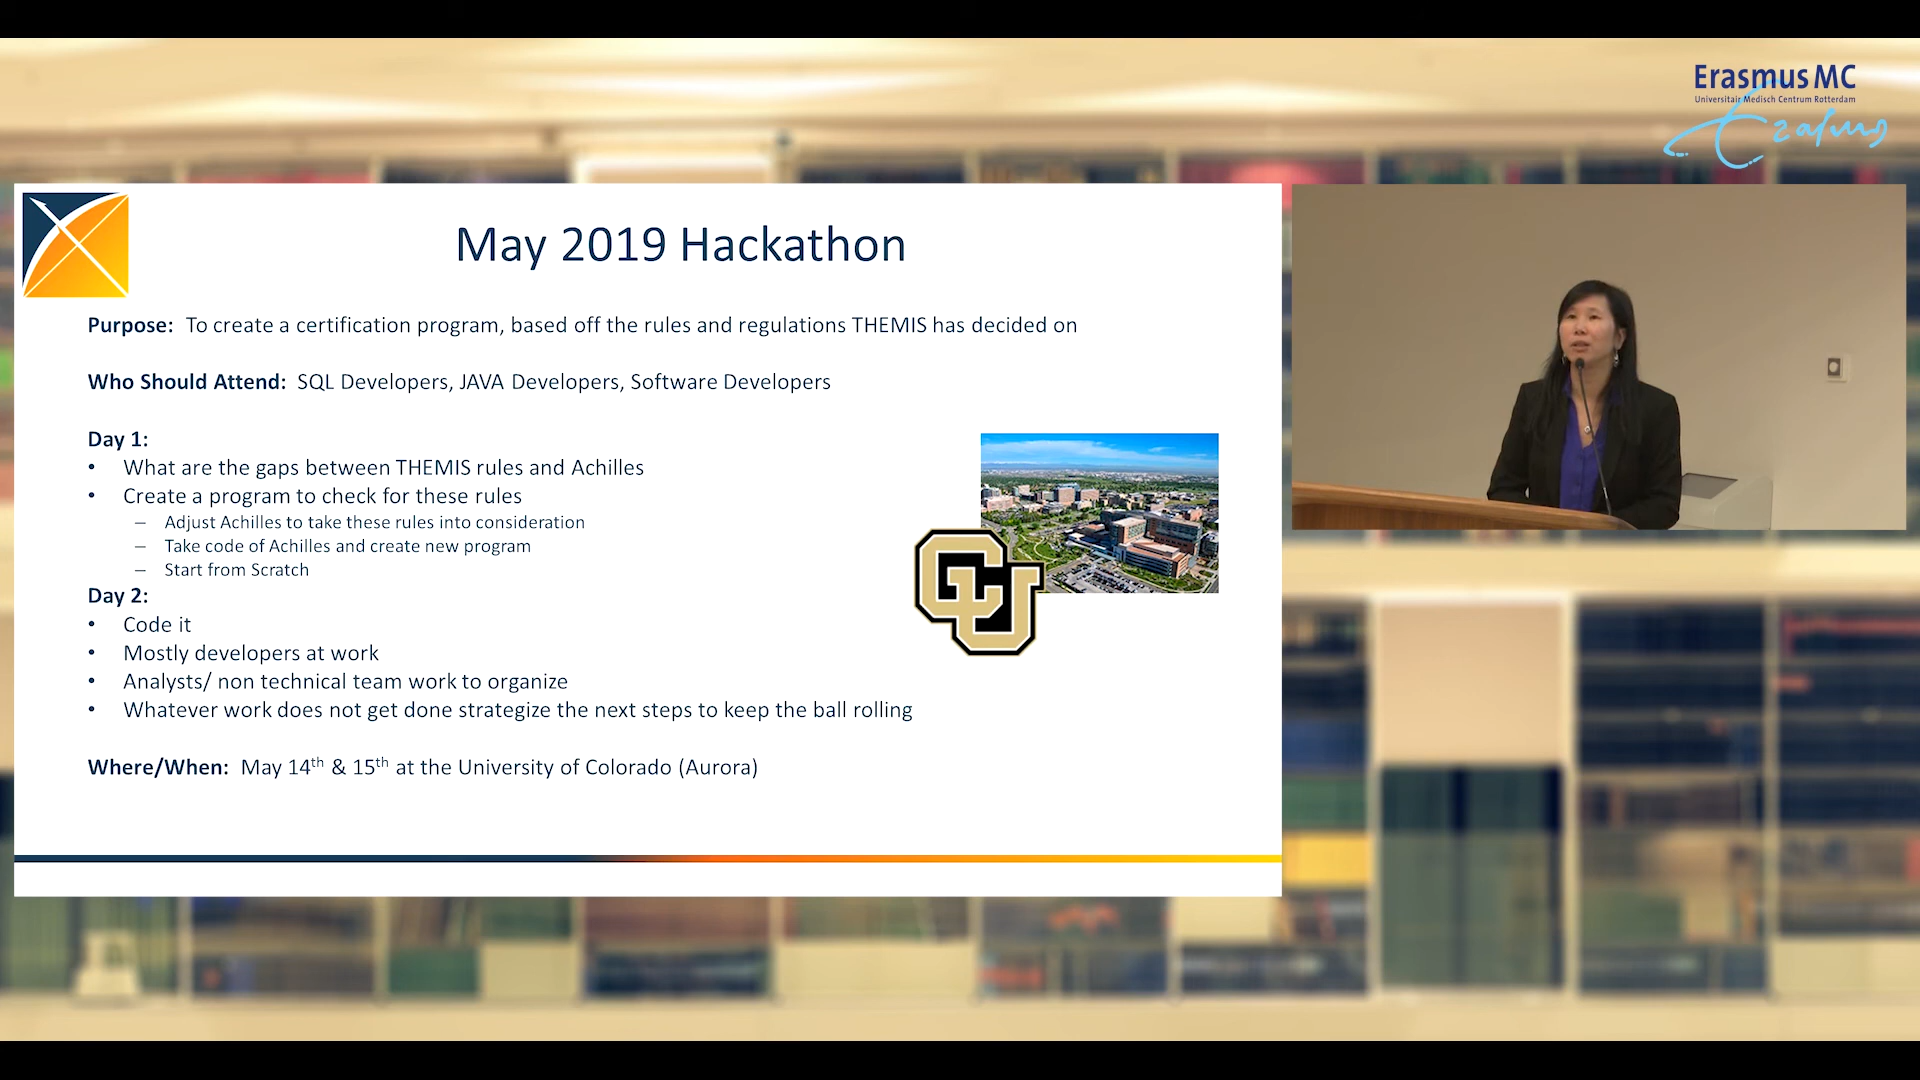 Erasmus MC
Universitair Medisch Centrum Rotterdam
Erasmus
May 2019 Hackathon
Purpose: To create a certification program, based off the rules and regulations THEMIS has decided on
Who Should Attend: SQL Developers, JAVA Developers, Software Developers
Day 1:
• What are the gaps between THEMIS rules and Achilles
• Create a program to check for these rules
– Adjust Achilles to take these rules into consideration
– Take code of Achilles and create new program
– Start from Scratch
Day 2:
• Code it
• Mostly developers at work
• Analysts/ non technical team work to organize
• Whatever work does not get done strategize the next steps to keep the ball rolling
Where/When: May 14th & 15th at the University of Colorado (Aurora)
CU